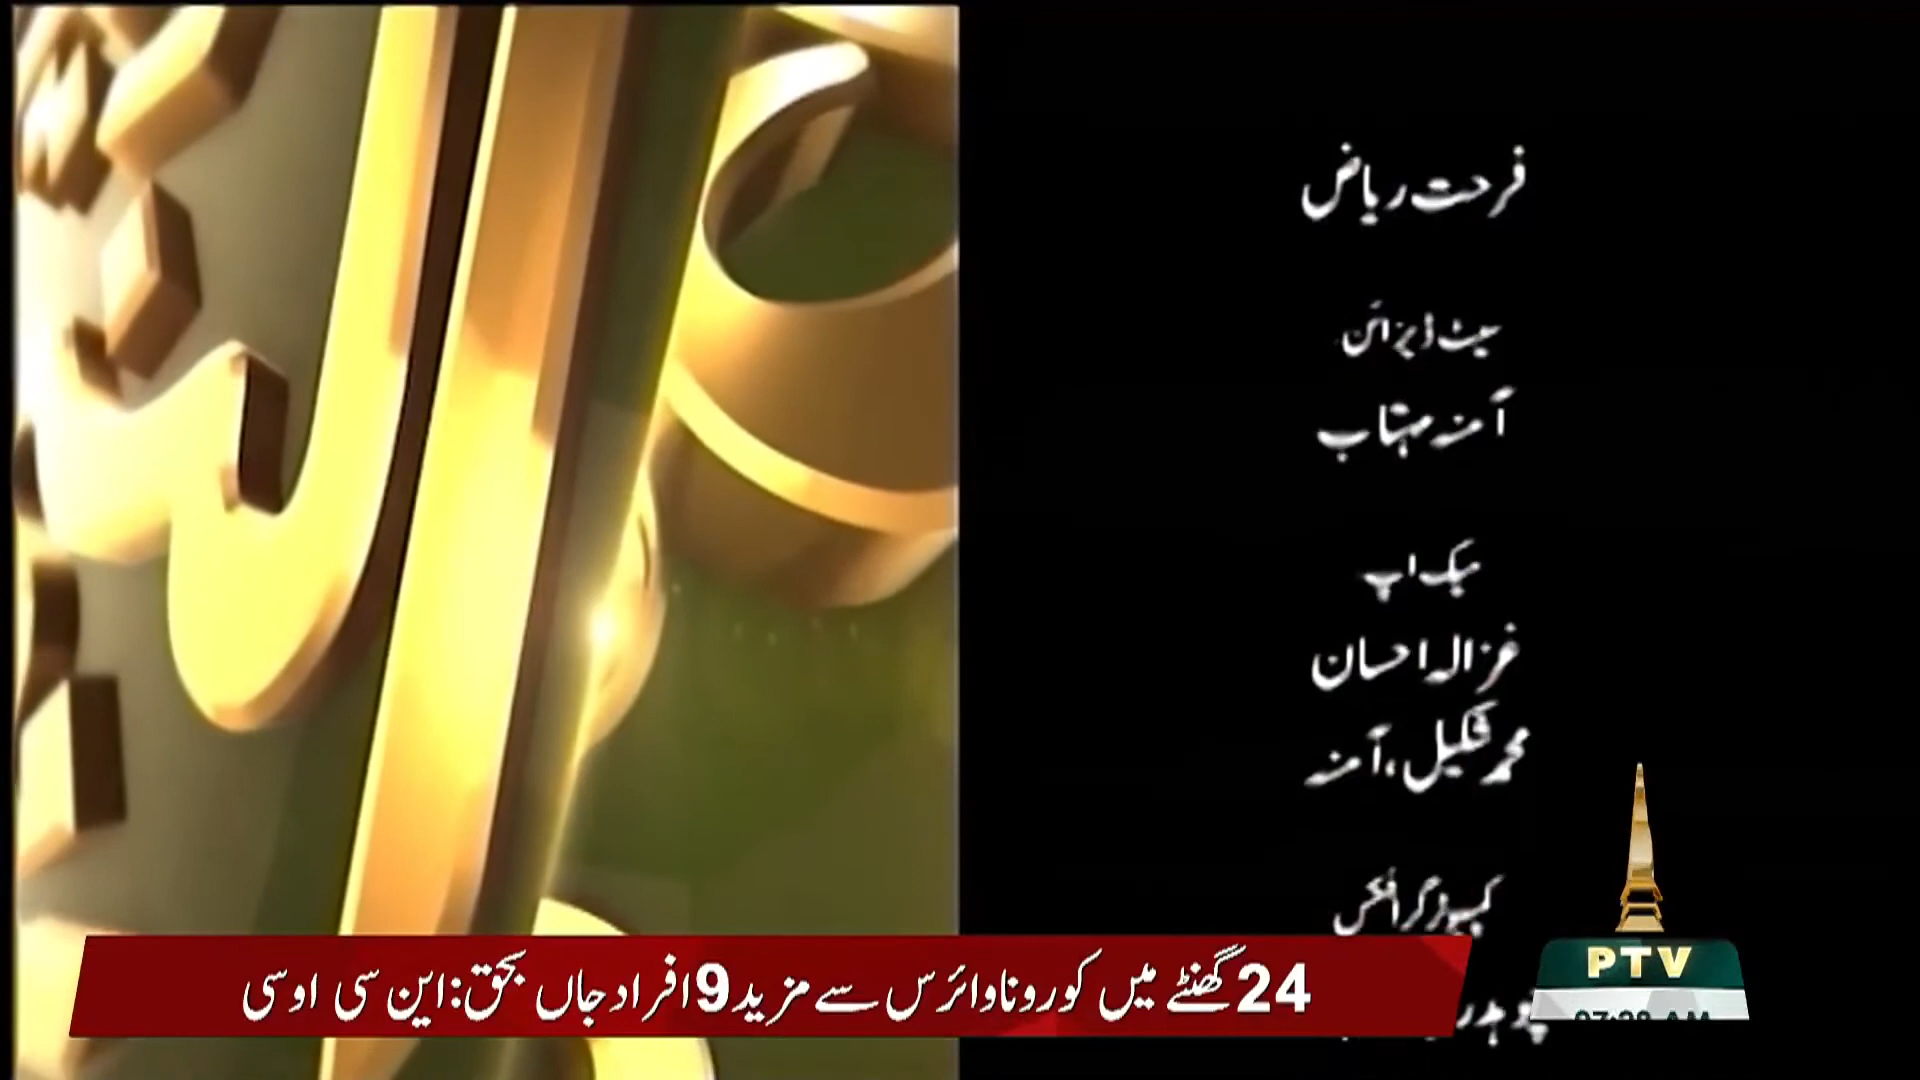 فرحت ریاض
سیٹ ڈیزائن
آمنہ مہتاب
میک اپ
غزالہ احسان
محمد شکیل، آمنہ
کمپیوٹر گرافکس
24 گھنٹے میں کورونا وائرس سے مزید 9 افراد جاں بحق: این سی او سی
PTV